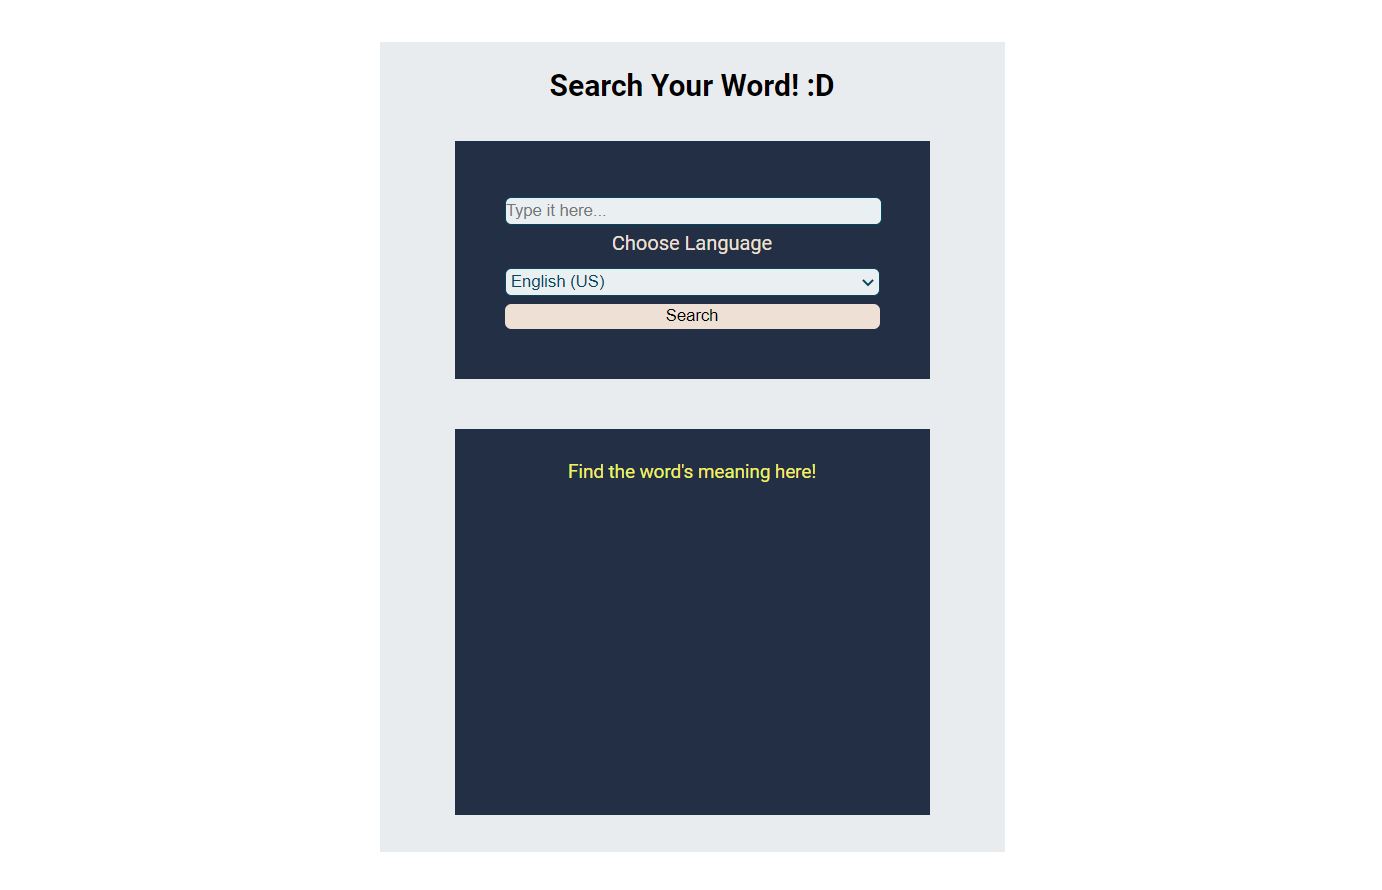 Search Your Word! :D
Type it here...
Choose Language
English (US)
Search
Find the word's meaning here!